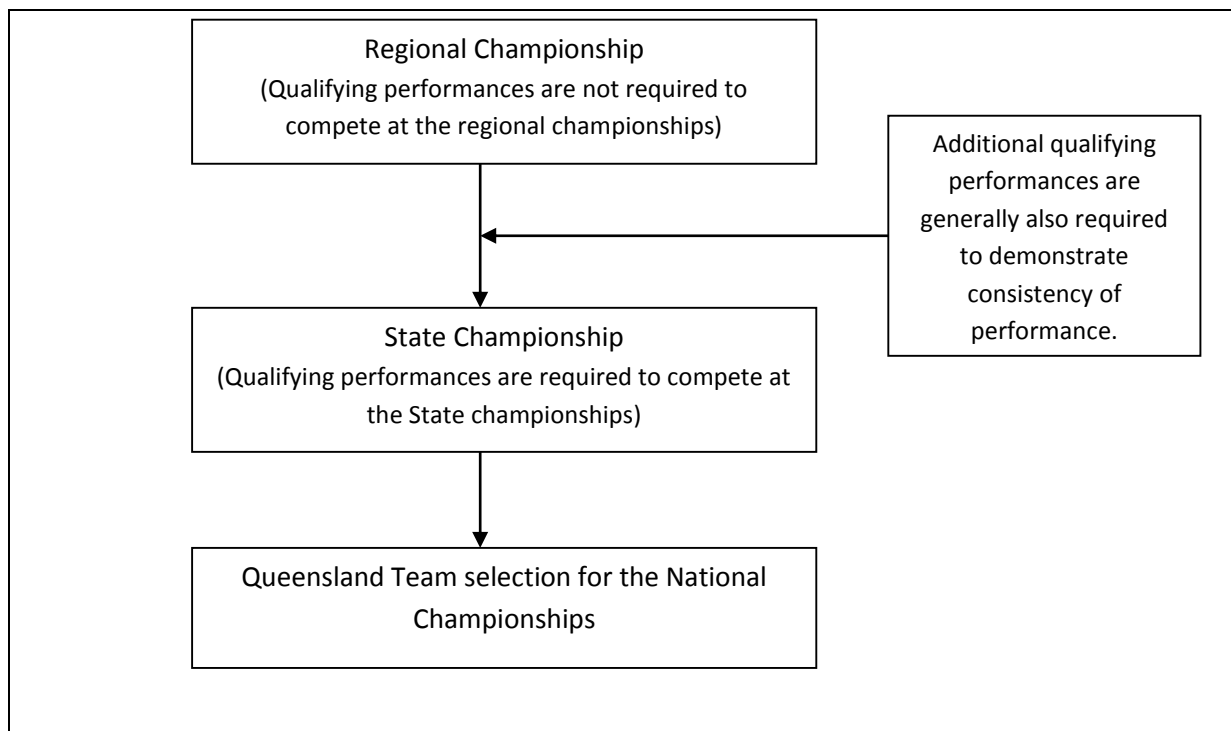 Regional Championship
(Qualifying performances are not required to
compete at the regional championships)
Additional qualifying
performances are
generally also required
to demonstrate
consistency of
performance.
State Championship
(Qualifying performances are required to compete at
the State championships)
Queensland Team selection for the National
Championships